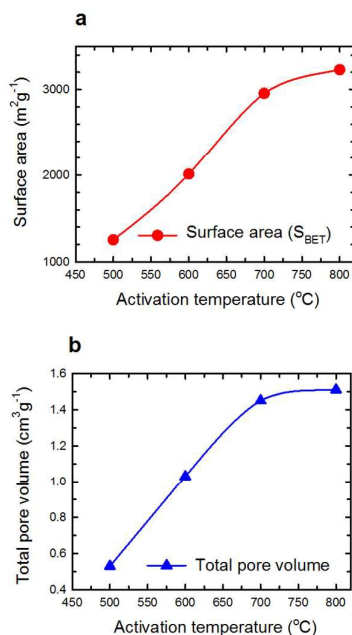 a
Surface area (m²g⁻¹)
3000
2000
1000
Surface area (S_BET)
450 500 550 600 650 700 750 800
Activation temperature (°C)
b
Total pore volume (cm³g⁻¹)
1.6
1.4
1.2
1.0
0.8
0.6
0.4
Total pore volume
450 500 550 600 650 700 750 800
Activation temperature (°C)